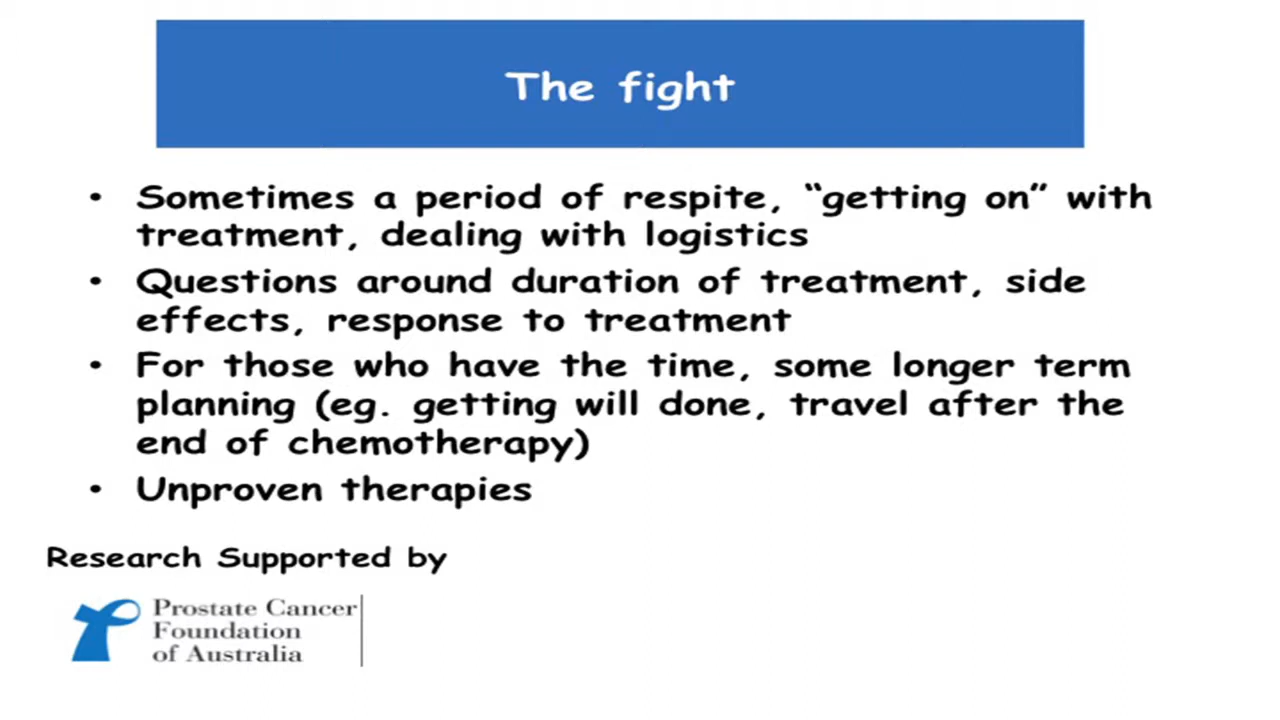 The fight
• Sometimes a period of respite, “getting on” with
treatment, dealing with logistics
• Questions around duration of treatment, side
effects, response to treatment
• For those who have the time, some longer term
planning (eg. getting will done, travel after the
end of chemotherapy)
• Unproven therapies
Research Supported by
Prostate Cancer
Foundation
of Australia